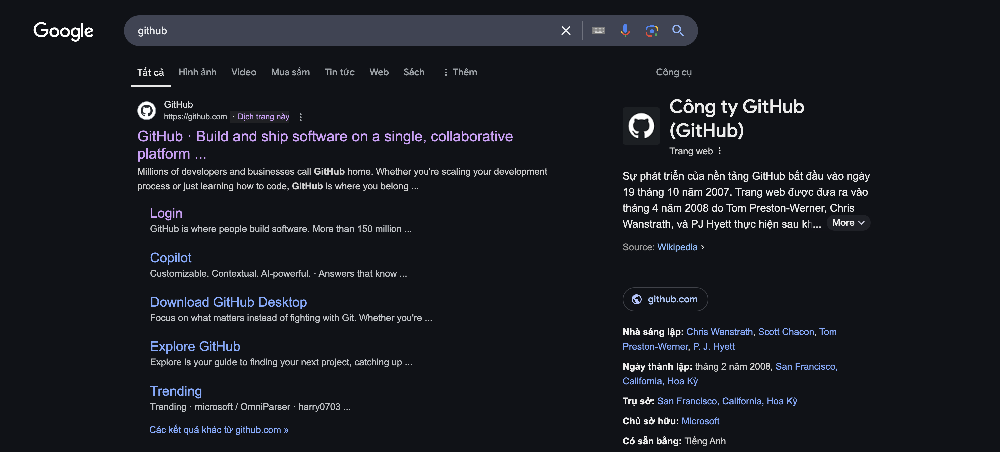 Google
github
Tất cả
Hình ảnh
Video
Mua sắm
Tin tức
Web
Sách
Thêm
Công cụ
GitHub
https://github.com · Dịch trang này
GitHub · Build and ship software on a single, collaborative
platform ...
Millions of developers and businesses call GitHub home. Whether you're scaling your development
process or just learning how to code, GitHub is where you belong ...
Login
GitHub is where people build software. More than 150 million ...
Copilot
Customizable. Contextual. AI-powerful. · Answers that know ...
Download GitHub Desktop
Focus on what matters instead of fighting with Git. Whether you're ...
Explore GitHub
Explore is your guide to finding your next project, catching up ...
Trending
Trending · microsoft / OmniParser · harry0703 ...
Các kết quả khác từ github.com »
Công ty GitHub
(GitHub)
Trang web
Sự phát triển của nền tảng GitHub bắt đầu vào ngày
19 tháng 10 năm 2007. Trang web được đưa ra vào
tháng 4 năm 2008 do Tom Preston-Werner, Chris
Wanstrath, và PJ Hyett thực hiện sau kh... More
Source: Wikipedia
github.com
Nhà sáng lập: Chris Wanstrath, Scott Chacon, Tom
Preston-Werner, P. J. Hyett
Ngày thành lập: tháng 2 năm 2008, San Francisco,
California, Hoa Kỳ
Trụ sở: San Francisco, California, Hoa Kỳ
Chủ sở hữu: Microsoft
Có sẵn bằng: Tiếng Anh